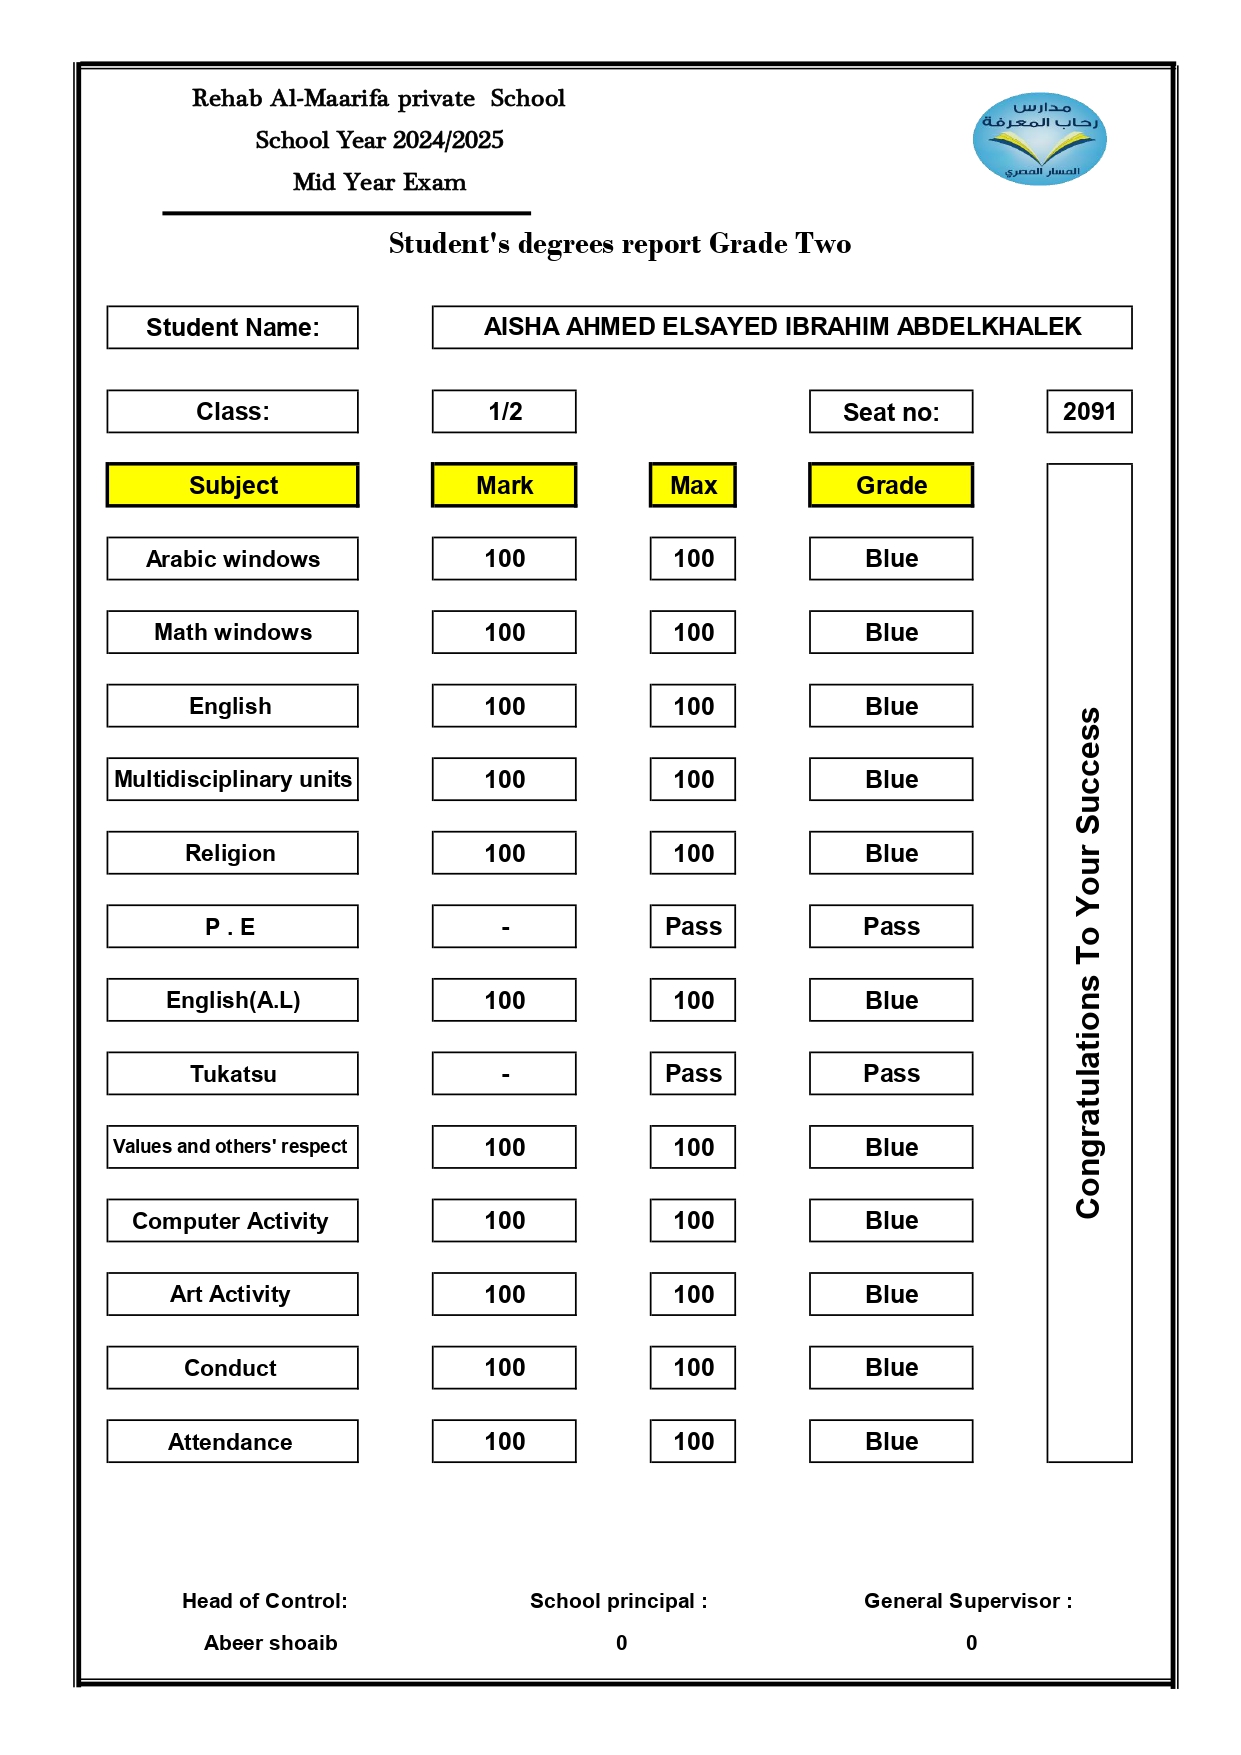 Rehab Al-Maarifa private School
School Year 2024/2025
Mid Year Exam
مدارس
رحاب المعرفة
المسار المصري
Student's degrees report Grade Two
Student Name: AISHA AHMED ELSAYED IBRAHIM ABDELKHALEK
Class: 1/2 Seat no: 2091
Subject Mark Max Grade
Arabic windows 100 100 Blue
Math windows 100 100 Blue
English 100 100 Blue
Multidisciplinary units 100 100 Blue
Religion 100 100 Blue
P . E - Pass Pass
English(A.L) 100 100 Blue
Tukatsu - Pass Pass
Values and others' respect 100 100 Blue
Computer Activity 100 100 Blue
Art Activity 100 100 Blue
Conduct 100 100 Blue
Attendance 100 100 Blue
Congratulations To Your Success
Head of Control: School principal : General Supervisor :
Abeer shoaib 0 0